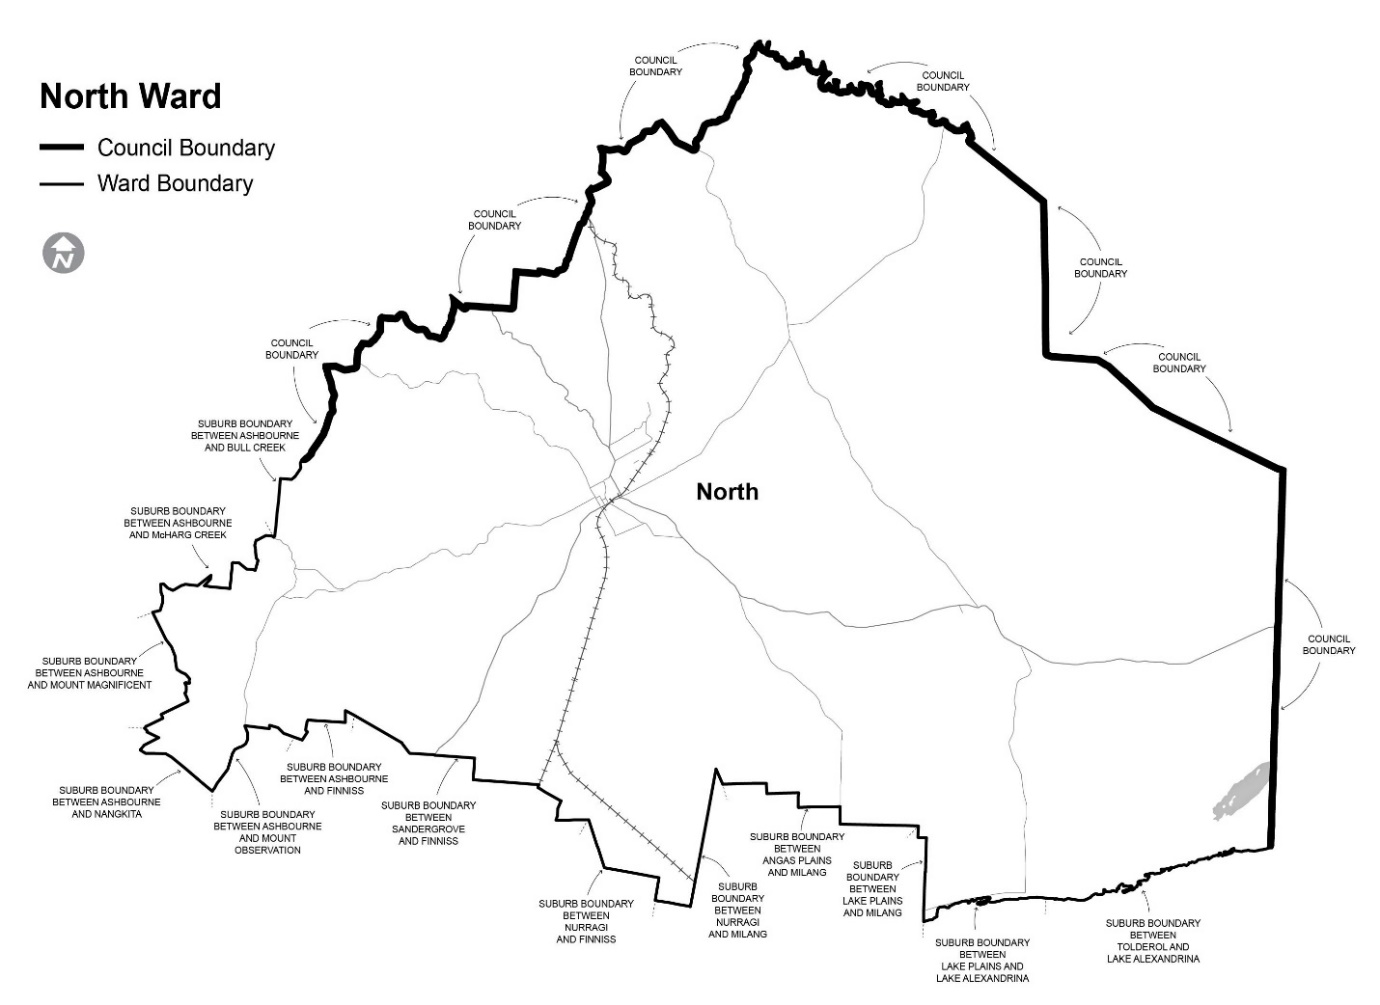 North Ward
Council Boundary
Ward Boundary
N
COUNCIL
BOUNDARY
COUNCIL
BOUNDARY
COUNCIL
BOUNDARY
COUNCIL
BOUNDARY
COUNCIL
BOUNDARY
COUNCIL
BOUNDARY
SUBURB BOUNDARY
BETWEEN ASHBOURNE
AND BULL CREEK
North
SUBURB BOUNDARY
BETWEEN ASHBOURNE
AND McHARG CREEK
COUNCIL
BOUNDARY
SUBURB BOUNDARY
BETWEEN ASHBOURNE
AND MOUNT MAGNIFICENT
SUBURB BOUNDARY
BETWEEN ASHBOURNE
AND NANGKITA
SUBURB BOUNDARY
BETWEEN ASHBOURNE
AND MOUNT
OBSERVATION
SUBURB BOUNDARY
BETWEEN ASHBOURNE
AND FINNISS
SUBURB BOUNDARY
BETWEEN
SANDERGROVE
AND FINNISS
SUBURB BOUNDARY
BETWEEN
NURRAGI
AND FINNISS
SUBURB
BOUNDARY
BETWEEN
NURRAGI
AND MILANG
SUBURB BOUNDARY
BETWEEN
ANGAS PLAINS
AND MILANG
SUBURB
BOUNDARY
BETWEEN
LAKE PLAINS
AND MILANG
SUBURB BOUNDARY
BETWEEN
LAKE PLAINS AND
LAKE ALEXANDRINA
SUBURB BOUNDARY
BETWEEN
TOLDEROL AND
LAKE ALEXANDRINA